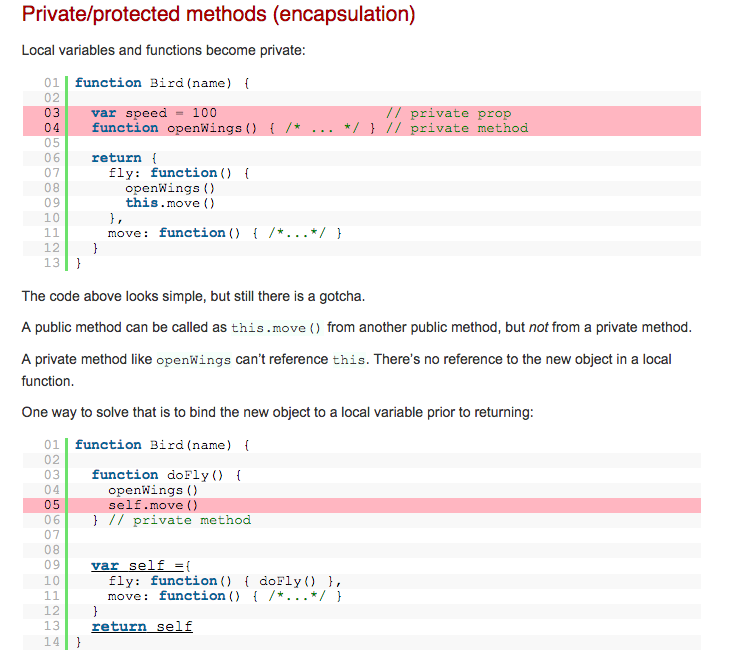 Private/protected methods (encapsulation)
Local variables and functions become private:
01 function Bird(name) {
02
03   var speed = 100                    // private prop
04   function openWings() { /* ... */ } // private method
05
06   return {
07     fly: function() {
08       openWings()
09       this.move()
10     },
11     move: function() { /*...*/ }
12   }
13 }
The code above looks simple, but still there is a gotcha.
A public method can be called as this.move() from another public method, but not from a private method.
A private method like openWings can't reference this. There's no reference to the new object in a local
function.
One way to solve that is to bind the new object to a local variable prior to returning:
01 function Bird(name) {
02
03   function doFly() {
04     openWings()
05     self.move()
06   } // private method
07
08
09   var self ={
10     fly: function() { doFly() },
11     move: function() { /*...*/ }
12   }
13   return self
14 }